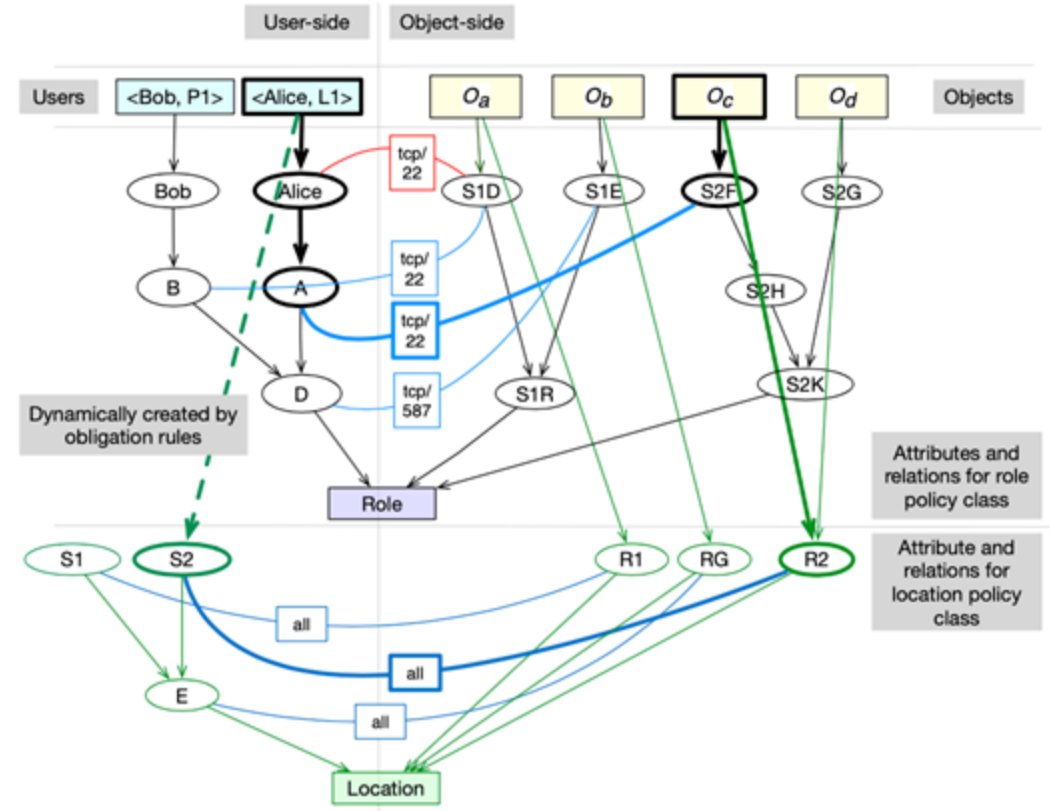 User-side
Object-side
Users
<Bob, P1>
<Alice, L1>
Oa
Ob
Oc
Od
Objects
tcp/
22
Bob
Alice
S1D
S1E
S2F
S2G
tcp/
22
B
A
S2H
tcp/
22
D
tcp/
587
S1R
S2K
Dynamically created by
obligation rules
Attributes and
relations for role
policy class
Role
S1
S2
R1
RG
R2
Attribute and
relations for
location policy
class
all
all
E
all
Location